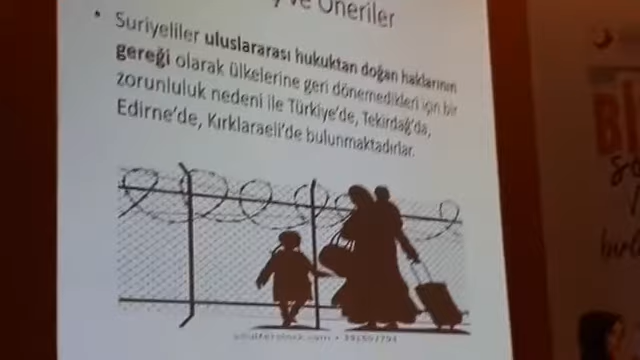 ve Öneriler
• Suriyeliler uluslararası hukuktan doğan haklarının
gereği olarak ülkelerine geri dönemedikleri için bir
zorunluluk nedeni ile Türkiye'de, Tekirdağ'da,
Edirne'de, Kırklareli'de bulunmaktadırlar.